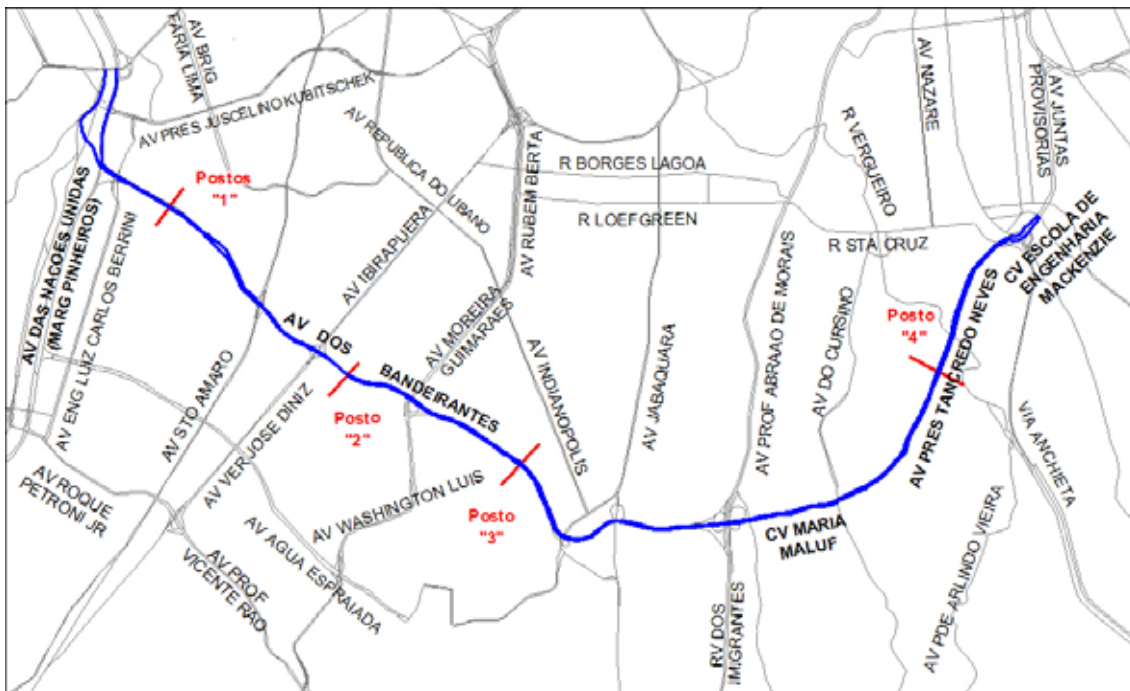 AV BRIG
FARIA LIMA
AV PRES JUSCELINO KUBITSCHEK
AV REPUBLICA DO LIBANO
AV RUBEM BERTA
R BORGES LAGOA
R LOEFGREEN
R VERGUEIRO
AV NAZARE
AV JUNTAS
PROVISORIAS
Postos
"1"
AV DAS NAÇOES UNIDAS
(MARG PINHEIROS)
AV ENG LUIZ CARLOS BERRINI
AV IBIRAPUERA
R STA CRUZ
CV ESCOLA DE
ENGENHARIA
MACKENZIE
AV DOS
BANDEIRANTES
AV MOREIRA
GUIMARAES
AV STO AMARO
AV VER JOSE DINIZ
Posto
"2"
AV INDIANOPOLIS
AV JABAQUARA
AV PROF ABRAAO DE MORAIS
AV DO CURSINO
Posto
"4"
AV PRES TANCREDO NEVES
VIA ANCHIETA
AV ROQUE
PETRONI JR
AV WASHINGTON LUIS
Posto
"3"
AV AGUA ESPRAIADA
AV PROF
VICENTE RAO
CV MARIA
MALUF
RV DOS
IMIGRANTES
AV PDE ARLINDO VIEIRA